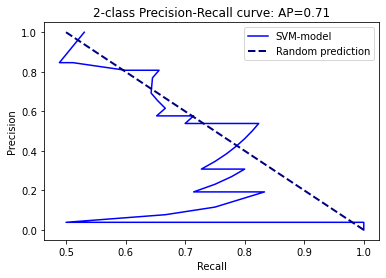 2-class Precision-Recall curve: AP=0.71
SVM-model
Random prediction
Precision
1.0
0.8
0.6
0.4
0.2
0.0
0.5
0.6
0.7
0.8
0.9
1.0
Recall